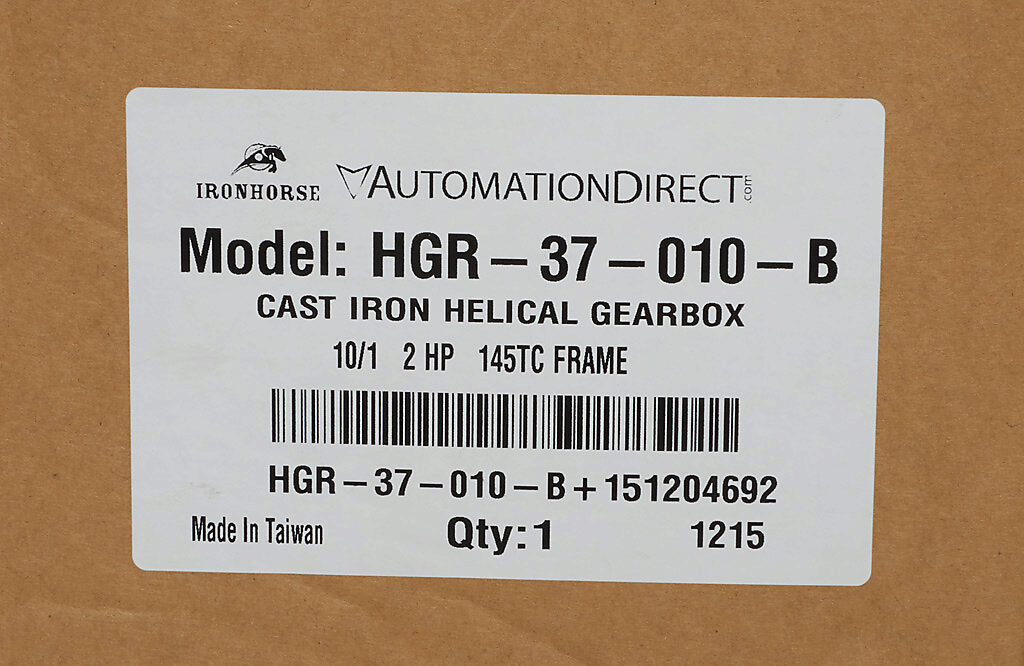 IRONHORSE AUTOMATIONDIRECT.com
Model: HGR-37-010-B
CAST IRON HELICAL GEARBOX
10/1 2 HP 145TC FRAME
HGR-37-010-B+151204692
Made In Taiwan Qty:1 1215